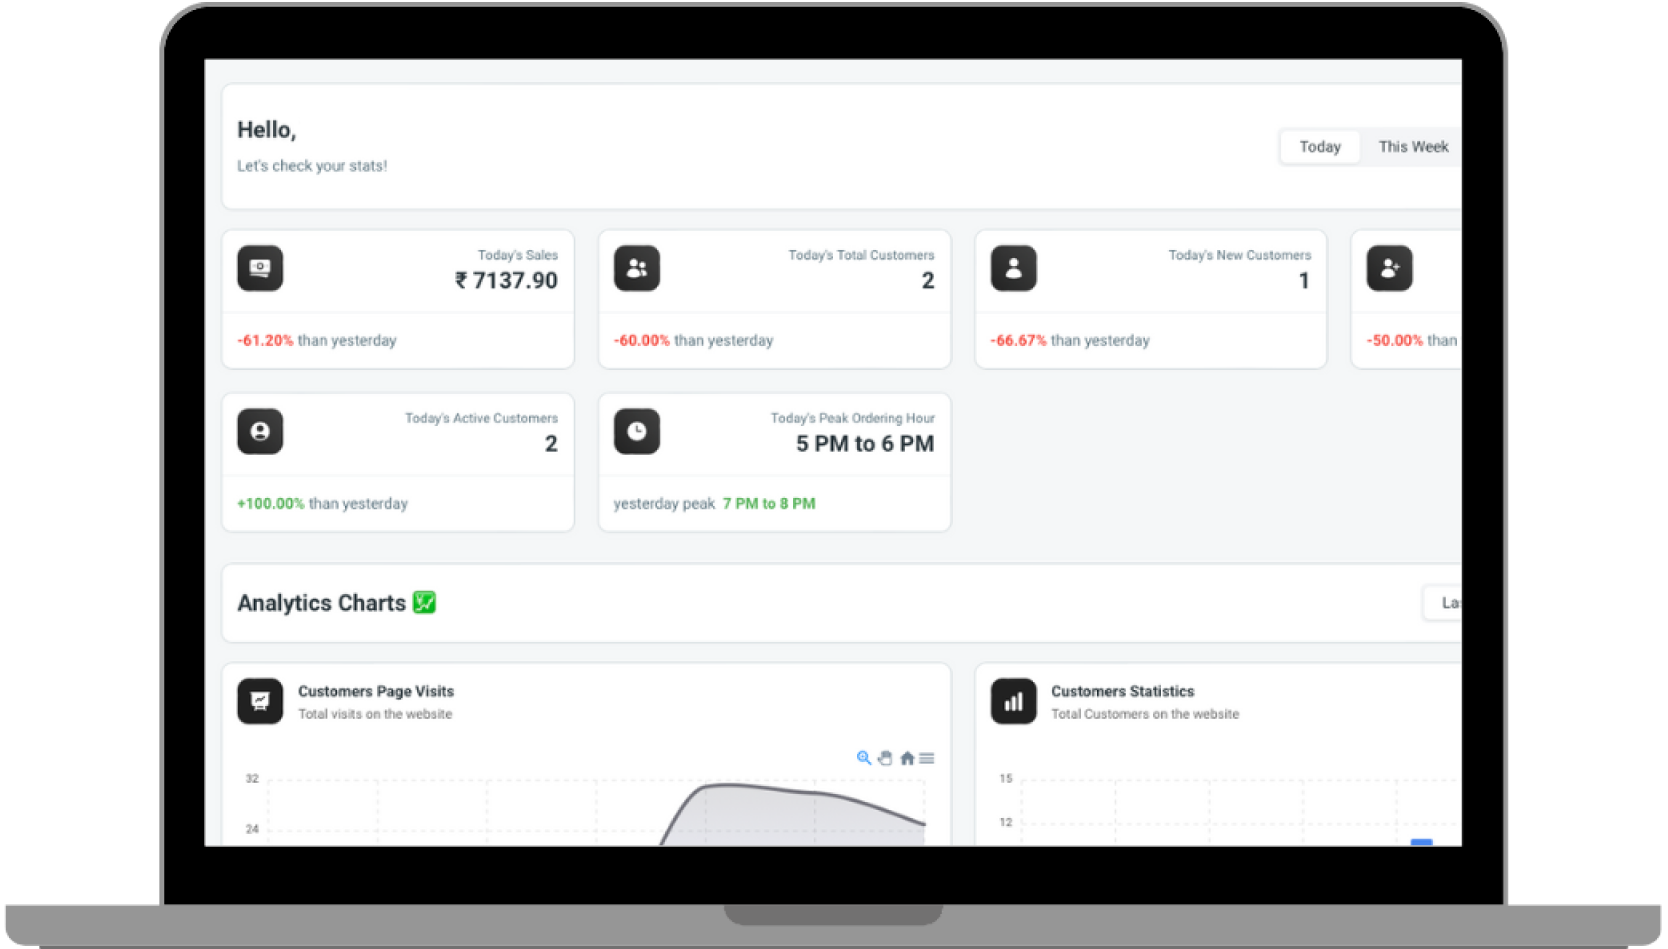 Hello,
Let's check your stats!
Today This Week
Today's Sales
₹ 7137.90
-61.20% than yesterday
Today's Total Customers
2
-60.00% than yesterday
Today's New Customers
1
-66.67% than yesterday
-50.00% than
Today's Active Customers
2
+100.00% than yesterday
Today's Peak Ordering Hour
5 PM to 6 PM
yesterday peak 7 PM to 8 PM
Analytics Charts
Customers Page Visits
Total visits on the website
32
24
Customers Statistics
Total Customers on the website
15
12